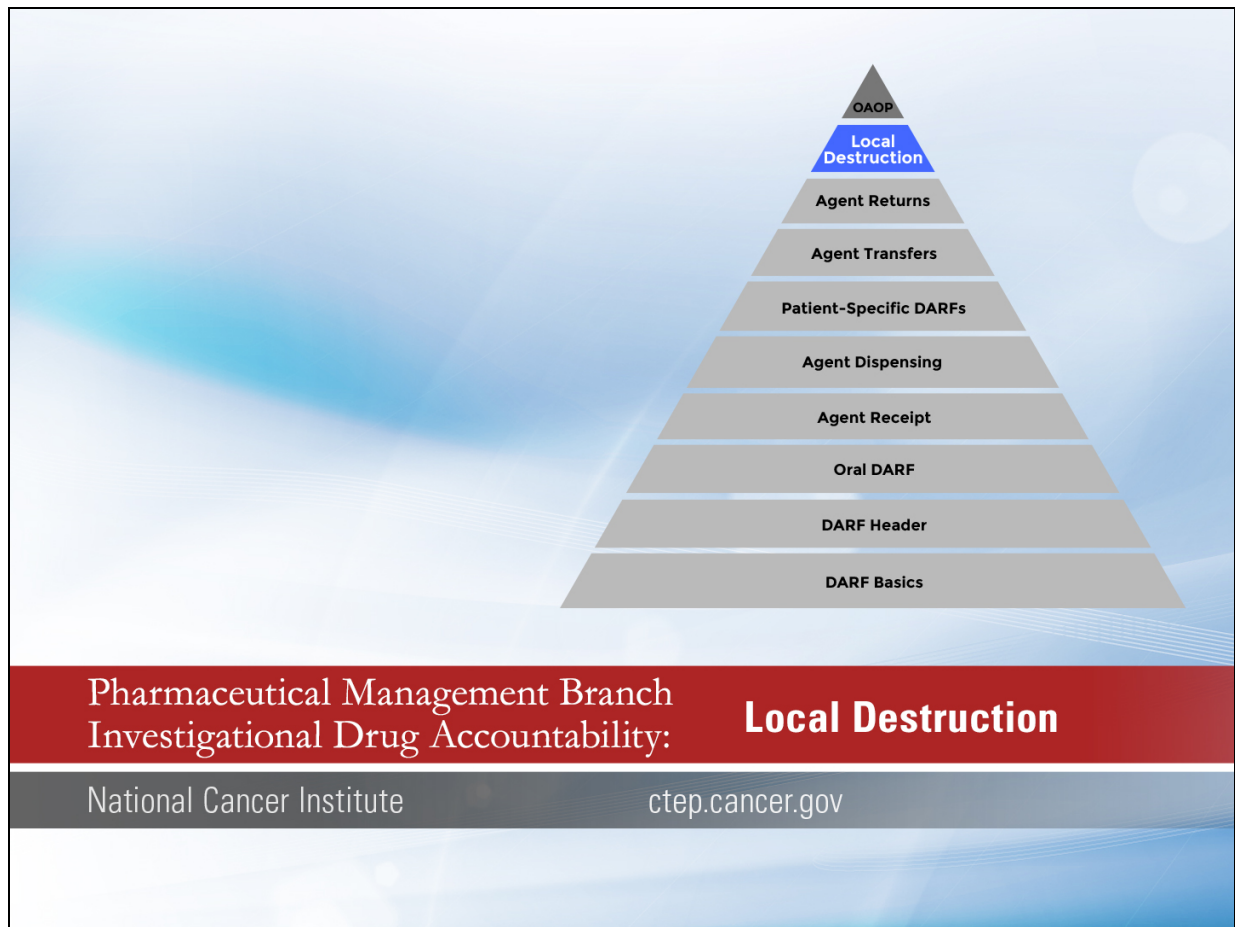 OAOP
Local
Destruction
Agent Returns
Agent Transfers
Patient-Specific DARFs
Agent Dispensing
Agent Receipt
Oral DARF
DARF Header
DARF Basics
Pharmaceutical Management Branch
Investigational Drug Accountability:
Local Destruction
National Cancer Institute
ctep.cancer.gov